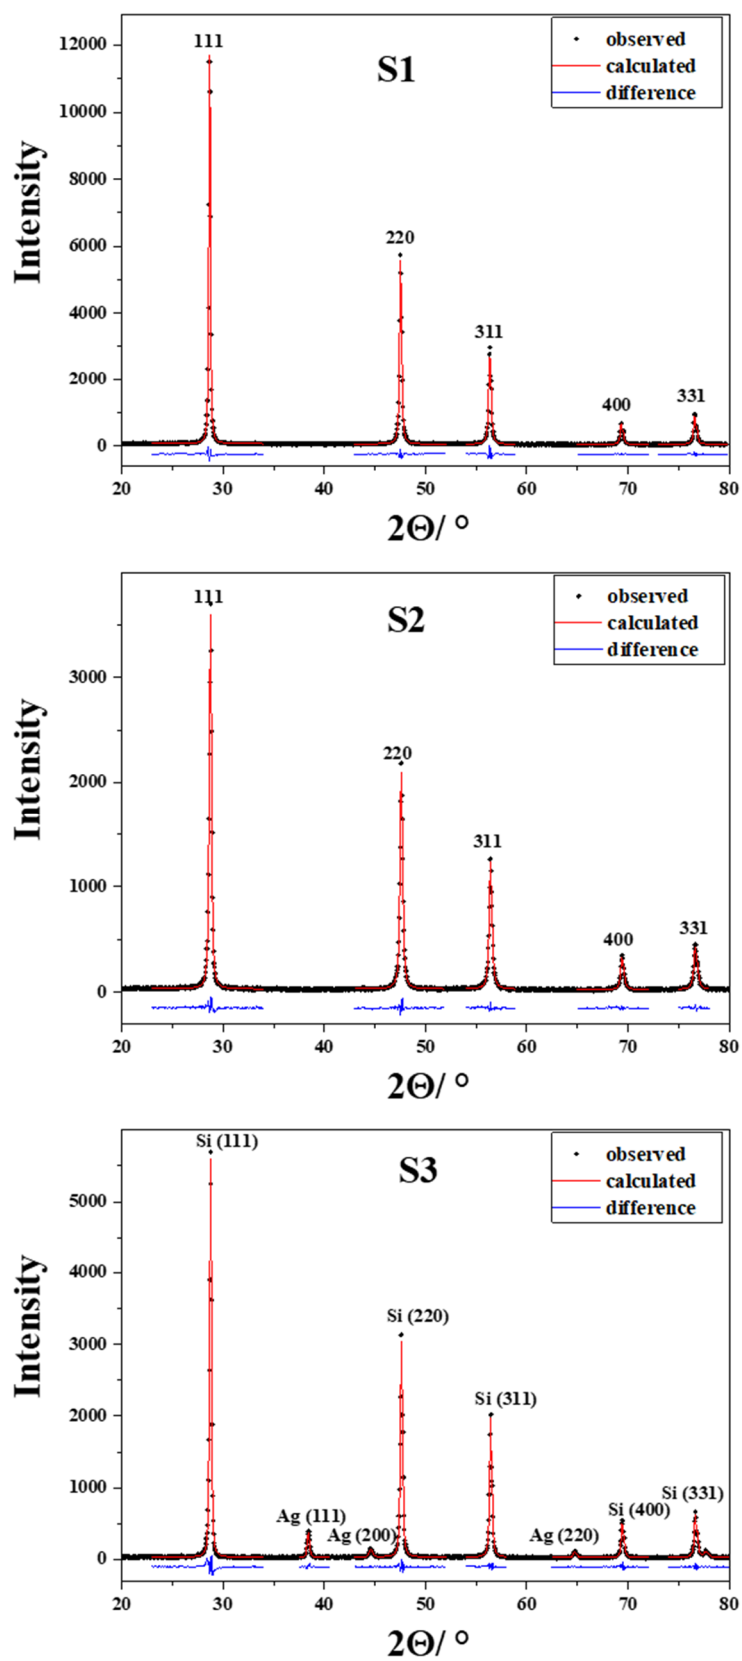 12000
10000
8000
6000
4000
2000
0
Intensity
S1
observed
calculated
difference
111
220
311
400
331
20 30 40 50 60 70 80
2Θ/ °
3000
2000
1000
0
Intensity
S2
observed
calculated
difference
111
220
311
400
331
20 30 40 50 60 70 80
2Θ/ °
5000
4000
3000
2000
1000
0
Intensity
S3
observed
calculated
difference
Si (111)
Si (220)
Si (311)
Ag (111)
Ag (200)
Ag (220)
Si (400)
Si (331)
20 30 40 50 60 70 80
2Θ/ °